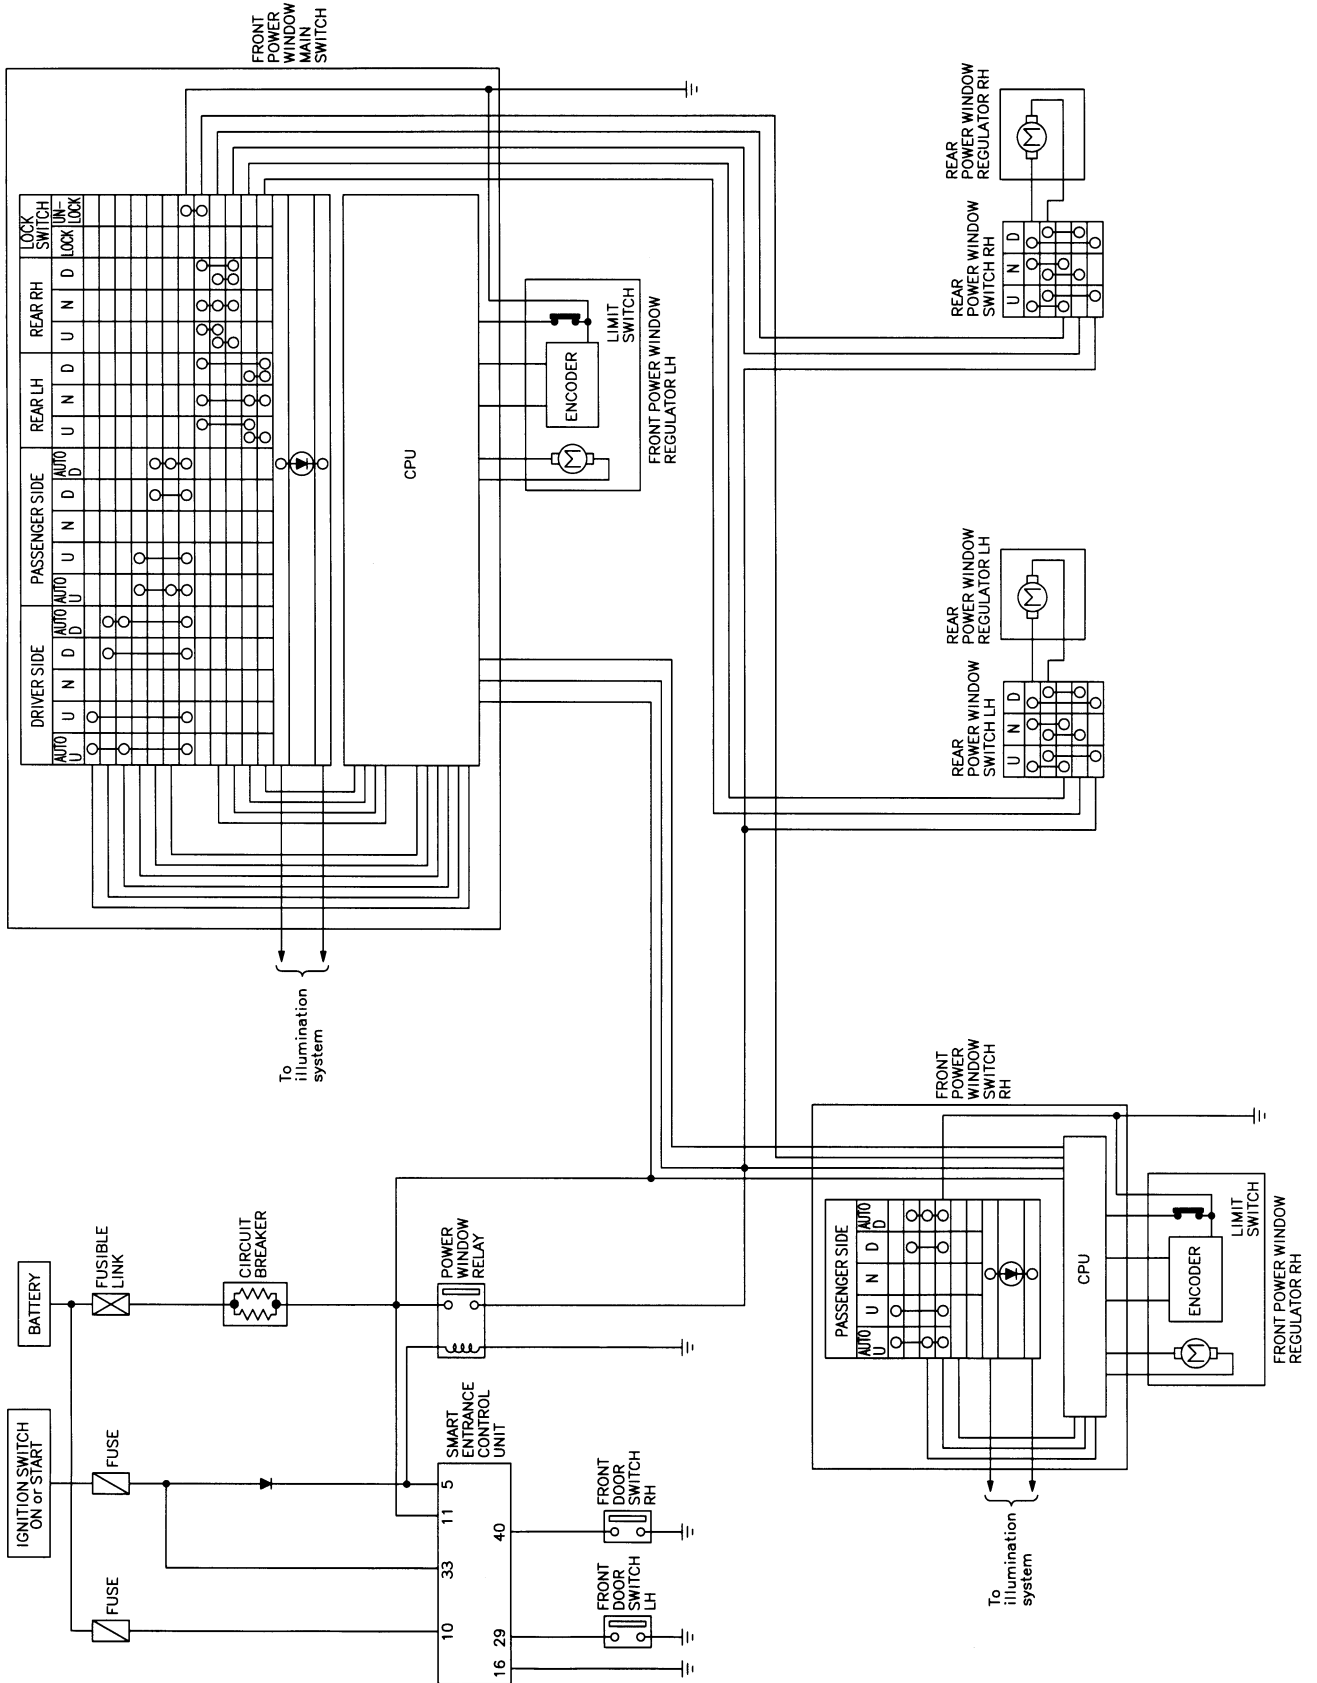 BATTERY
FUSIBLE
LINK
CIRCUIT
BREAKER
IGNITION SWITCH
ON or START
FUSE
FUSE
POWER
WINDOW
RELAY
SMART
ENTRANCE
CONTROL
UNIT
5
11
33
10
40
29
16
FRONT
DOOR
SWITCH
RH
FRONT
DOOR
SWITCH
LH
FRONT
POWER
WINDOW
MAIN
SWITCH
DRIVER SIDE
PASSENGER SIDE
REAR LH
REAR RH
LOCK
SWITCH
AUTO
U
U
N
D
AUTO
D
AUTO
U
U
N
D
AUTO
D
U
N
D
U
N
D
LOCK
UN-
LOCK
CPU
To
illumination
system
M
ENCODER
LIMIT
SWITCH
FRONT POWER WINDOW
REGULATOR LH
REAR
POWER WINDOW
REGULATOR RH
M
REAR
POWER WINDOW
SWITCH RH
U
N
D
REAR
POWER WINDOW
REGULATOR LH
M
REAR
POWER WINDOW
SWITCH LH
U
N
D
FRONT
POWER
WINDOW
SWITCH
RH
PASSENGER SIDE
AUTO
U
U
N
D
AUTO
D
CPU
To
illumination
system
M
ENCODER
LIMIT
SWITCH
FRONT POWER WINDOW
REGULATOR RH